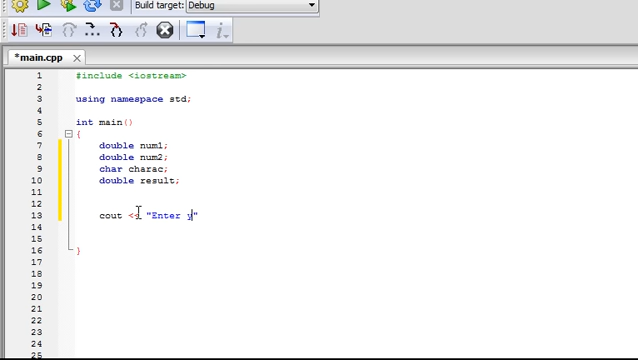 Build target: Debug
*main.cpp
1 #include <iostream>
2
3 using namespace std;
4
5 int main()
6 {
7 double num1;
8 double num2;
9 char charac;
10 double result;
11
12
13 cout << "Enter y"
14
15
16 }
17
18
19
20
21
22
23
24
25